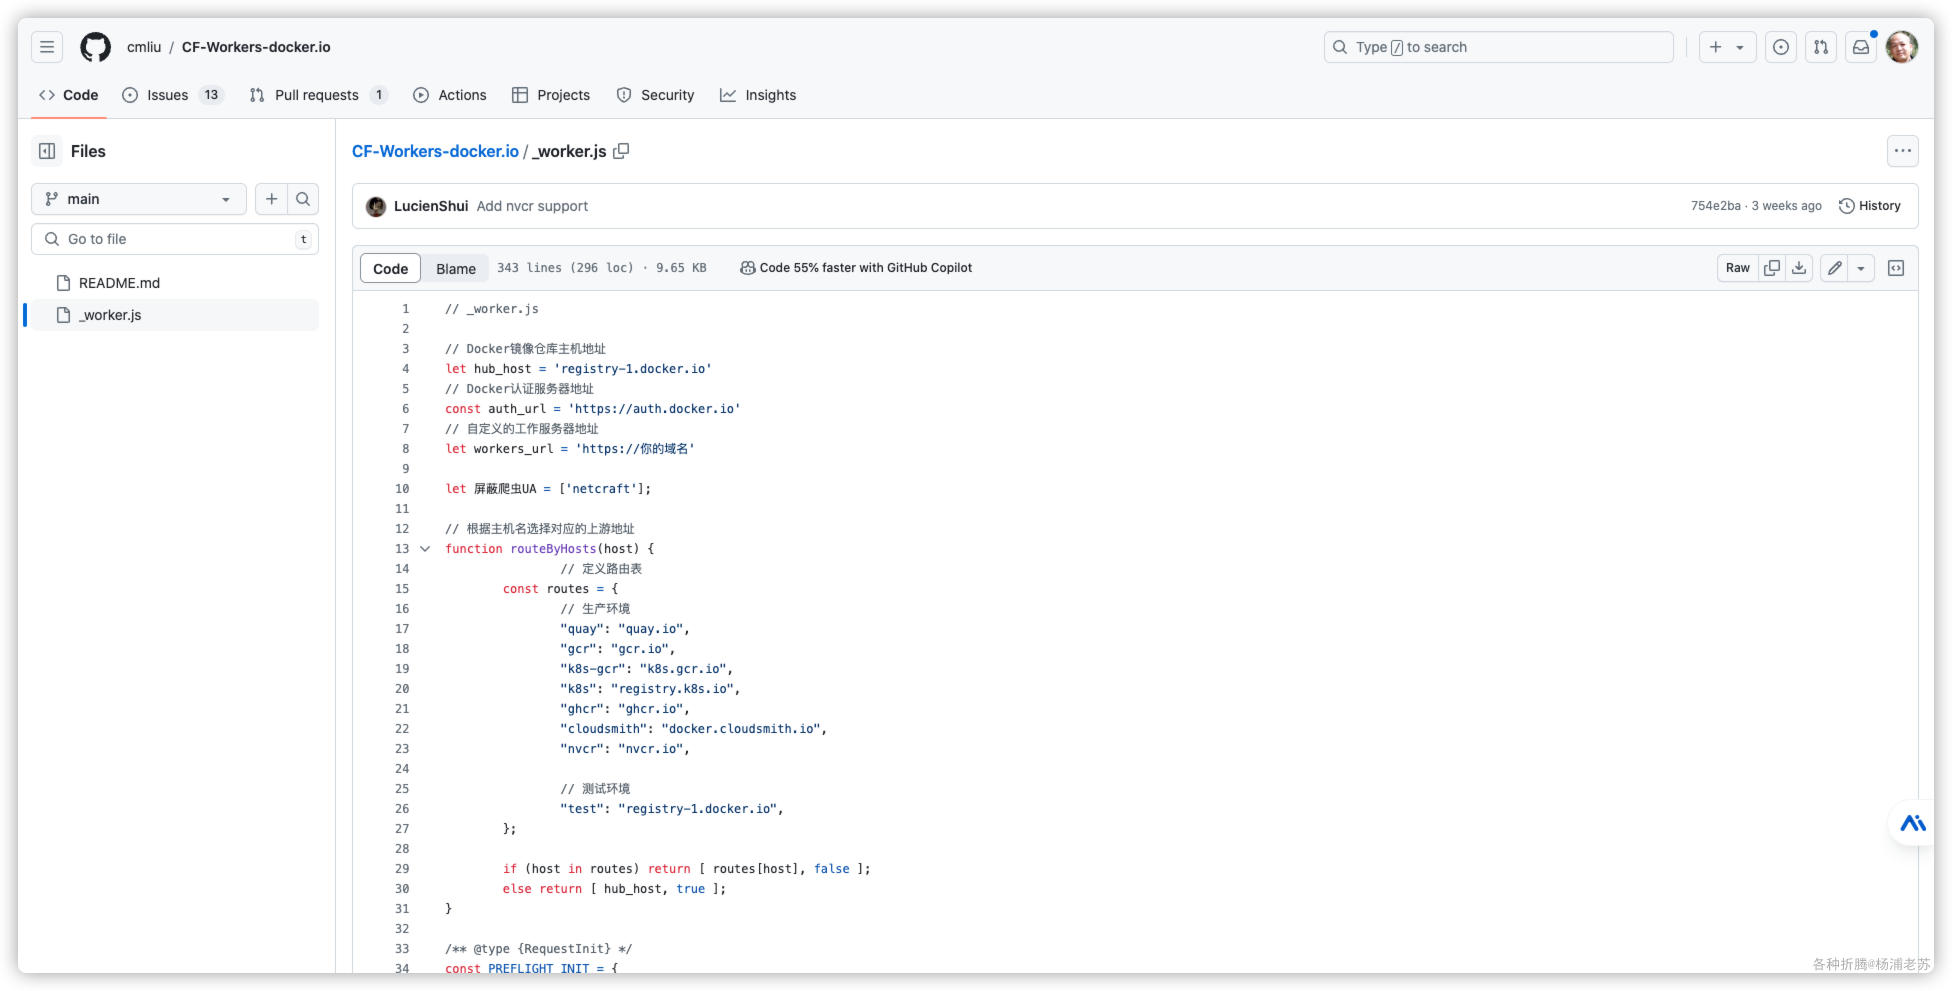 cmliu / CF-Workers-docker.io
Type / to search
Code
Issues 13
Pull requests 1
Actions
Projects
Security
Insights
Files
main
Go to file
t
README.md
_worker.js
CF-Workers-docker.io / _worker.js
LucienShui Add nvcr support
754e2ba · 3 weeks ago
History
Code
Blame
343 lines (296 loc) · 9.65 KB
Code 55% faster with GitHub Copilot
Raw
1 // _worker.js
2
3 // Docker镜像仓库主机地址
4 let hub_host = 'registry-1.docker.io'
5 // Docker认证服务器地址
6 const auth_url = 'https://auth.docker.io'
7 // 自定义的工作服务器地址
8 let workers_url = 'https://你的域名'
9
10 let 屏蔽爬虫UA = ['netcraft'];
11
12 // 根据主机名选择对应的上游地址
13 function routeByHosts(host) {
14 // 定义路由表
15 const routes = {
16 // 生产环境
17 "quay": "quay.io",
18 "gcr": "gcr.io",
19 "k8s-gcr": "k8s.gcr.io",
20 "k8s": "registry.k8s.io",
21 "ghcr": "ghcr.io",
22 "cloudsmith": "docker.cloudsmith.io",
23 "nvcr": "nvcr.io",
24
25 // 测试环境
26 "test": "registry-1.docker.io",
27 };
28
29 if (host in routes) return [ routes[host], false ];
30 else return [ hub_host, true ];
31 }
32
33 /** @type {RequestInit} */
34 const PREFLIGHT_INIT = {
各种折腾@杨浦老苏